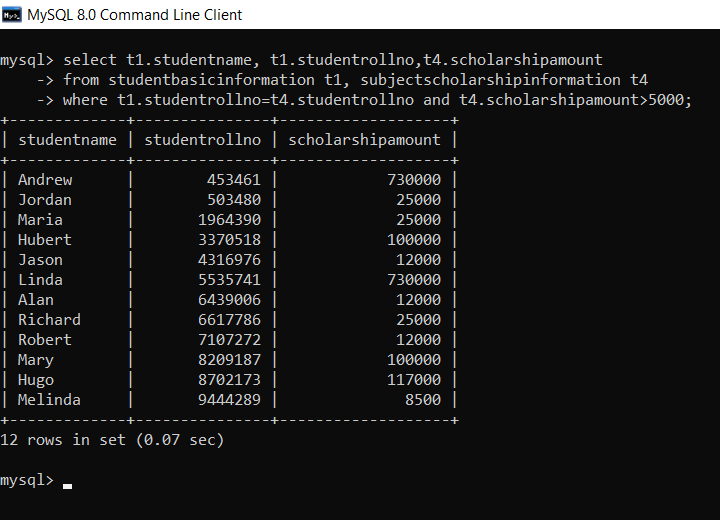 MySQL 8.0 Command Line Client
mysql> select t1.studentname, t1.studentrollno,t4.scholarshipamount
    -> from studentbasicinformation t1, subjectscholarshipinformation t4
    -> where t1.studentrollno=t4.studentrollno and t4.scholarshipamount>5000;
+-------------+---------------+-------------------+
| studentname | studentrollno | scholarshipamount |
+-------------+---------------+-------------------+
| Andrew      |        453461 |            730000 |
| Jordan      |        503480 |             25000 |
| Maria       |       1964390 |             25000 |
| Hubert      |       3370518 |            100000 |
| Jason       |       4316976 |             12000 |
| Linda       |       5535741 |            730000 |
| Alan        |       6439006 |             12000 |
| Richard     |       6617786 |             25000 |
| Robert      |       7107272 |             12000 |
| Mary        |       8209187 |            100000 |
| Hugo        |       8702173 |            117000 |
| Melinda     |       9444289 |              8500 |
+-------------+---------------+-------------------+
12 rows in set (0.07 sec)
mysql>